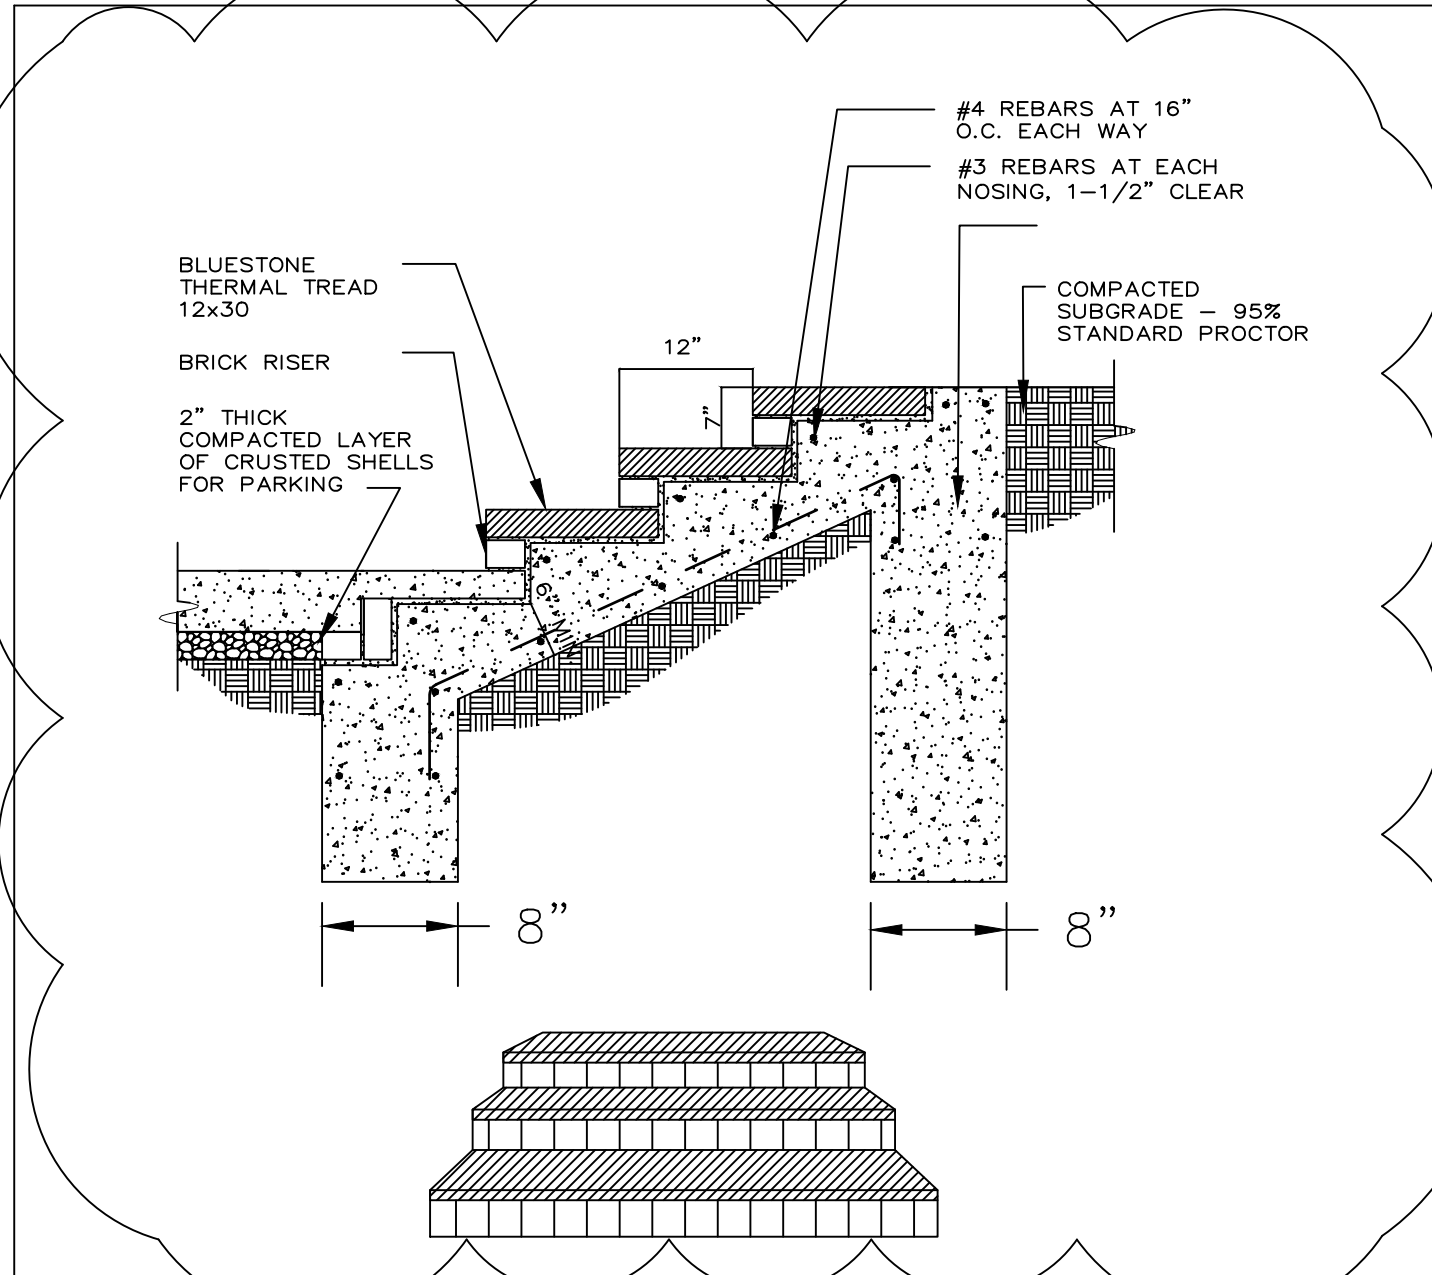 #4 REBARS AT 16"
O.C. EACH WAY
#3 REBARS AT EACH
NOSING, 1-1/2" CLEAR
BLUESTONE
THERMAL TREAD
12x30
COMPACTED
SUBGRADE - 95%
STANDARD PROCTOR
BRICK RISER
12"
7"
2" THICK
COMPACTED LAYER
OF CRUSTED SHELLS
FOR PARKING
8"
8"